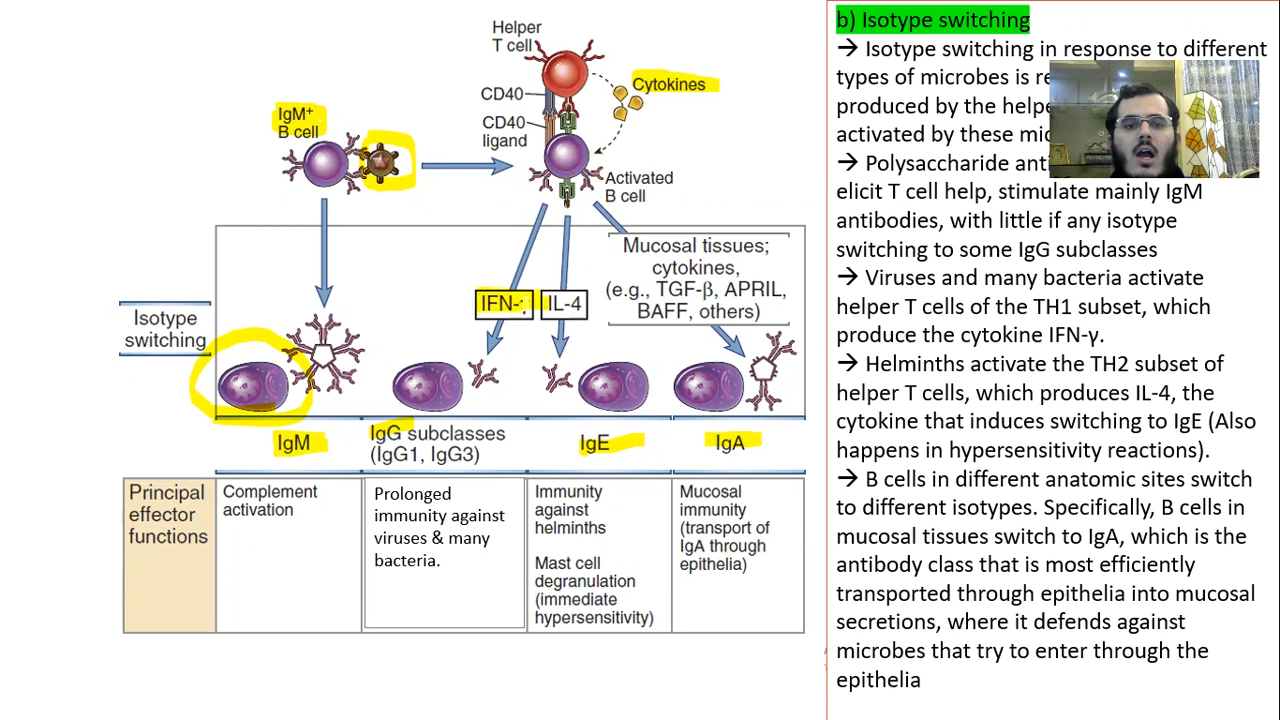 Helper
T cell
Cytokines
CD40
CD40
ligand
IgM+
B cell
Activated
B cell
Mucosal tissues;
cytokines,
(e.g., TGF-β, APRIL,
BAFF, others)
IFN-
IL-4
Isotype
switching
IgM
IgG subclasses
(IgG1, IgG3)
IgE
IgA
Principal
effector
functions
Complement
activation
Prolonged
immunity against
viruses & many
bacteria.
Immunity
against
helminths
Mast cell
degranulation
(immediate
hypersensitivity)
Mucosal
immunity
(transport of
IgA through
epithelia)
b) Isotype switching
→ Isotype switching in response to different
types of microbes is
produced by the
activated by these
→ Polysaccharide
elicit T cell help, stimulate mainly IgM
antibodies, with little if any isotype
switching to some IgG subclasses
→ Viruses and many bacteria activate
helper T cells of the TH1 subset, which
produce the cytokine IFN-γ.
→ Helminths activate the TH2 subset of
helper T cells, which produces IL-4, the
cytokine that induces switching to IgE (Also
happens in hypersensitivity reactions).
→ B cells in different anatomic sites switch
to different isotypes. Specifically, B cells in
mucosal tissues switch to IgA, which is the
antibody class that is most efficiently
transported through epithelia into mucosal
secretions, where it defends against
microbes that try to enter through the
epithelia